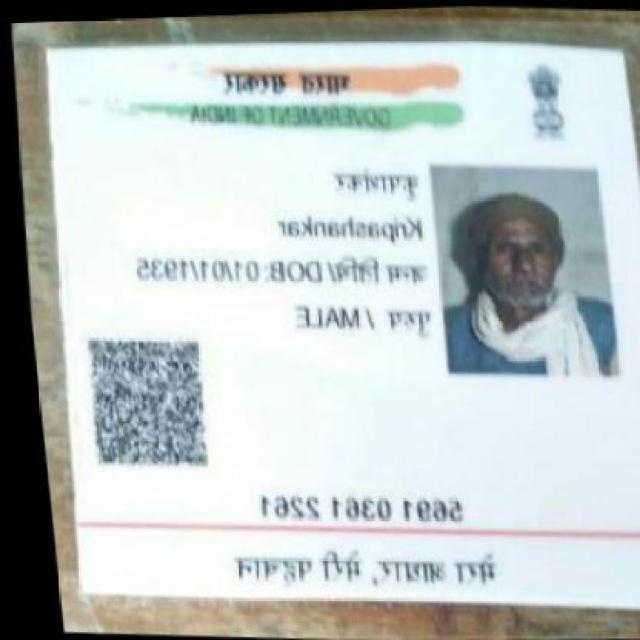 भारत सरकार
GOVERNMENT OF INDIA
कृपाशंकर
Kripashankar
जन्म तिथि/ DOB: 01/01/1935
पुरुष / MALE
5691 0361 2261
मेरा आधार, मेरी पहचान